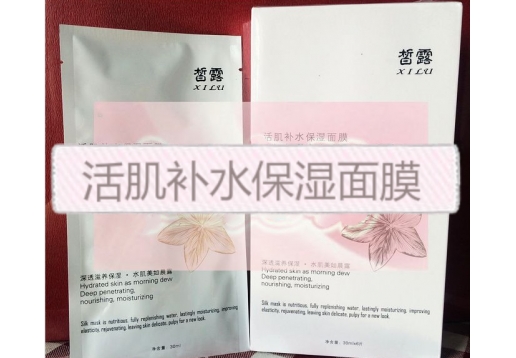 皙露
XILU
皙露
XILU
活肌补水保湿面膜
活肌补水保湿面膜
深透滋养保湿·水肌美如晨露
Hydrated skin as morning dew
Deep penetrating,
nourishing, moisturizing
Silk mask is nutritious, fully replenishing water, lastingly moisturizing, improving
elasticity, rejuvenating, leaving skin delicate pulpy for a new look.
净含量: 30ml
深透滋养保湿·水肌美如晨露
Hydrated skin as morning dew
Deep penetrating,
nourishing, moisturizing
Silk mask is nutritious, fully replenishing water, lastingly moisturizing, improving
elasticity, rejuvenating, leaving skin delicate pulpy for a new look.